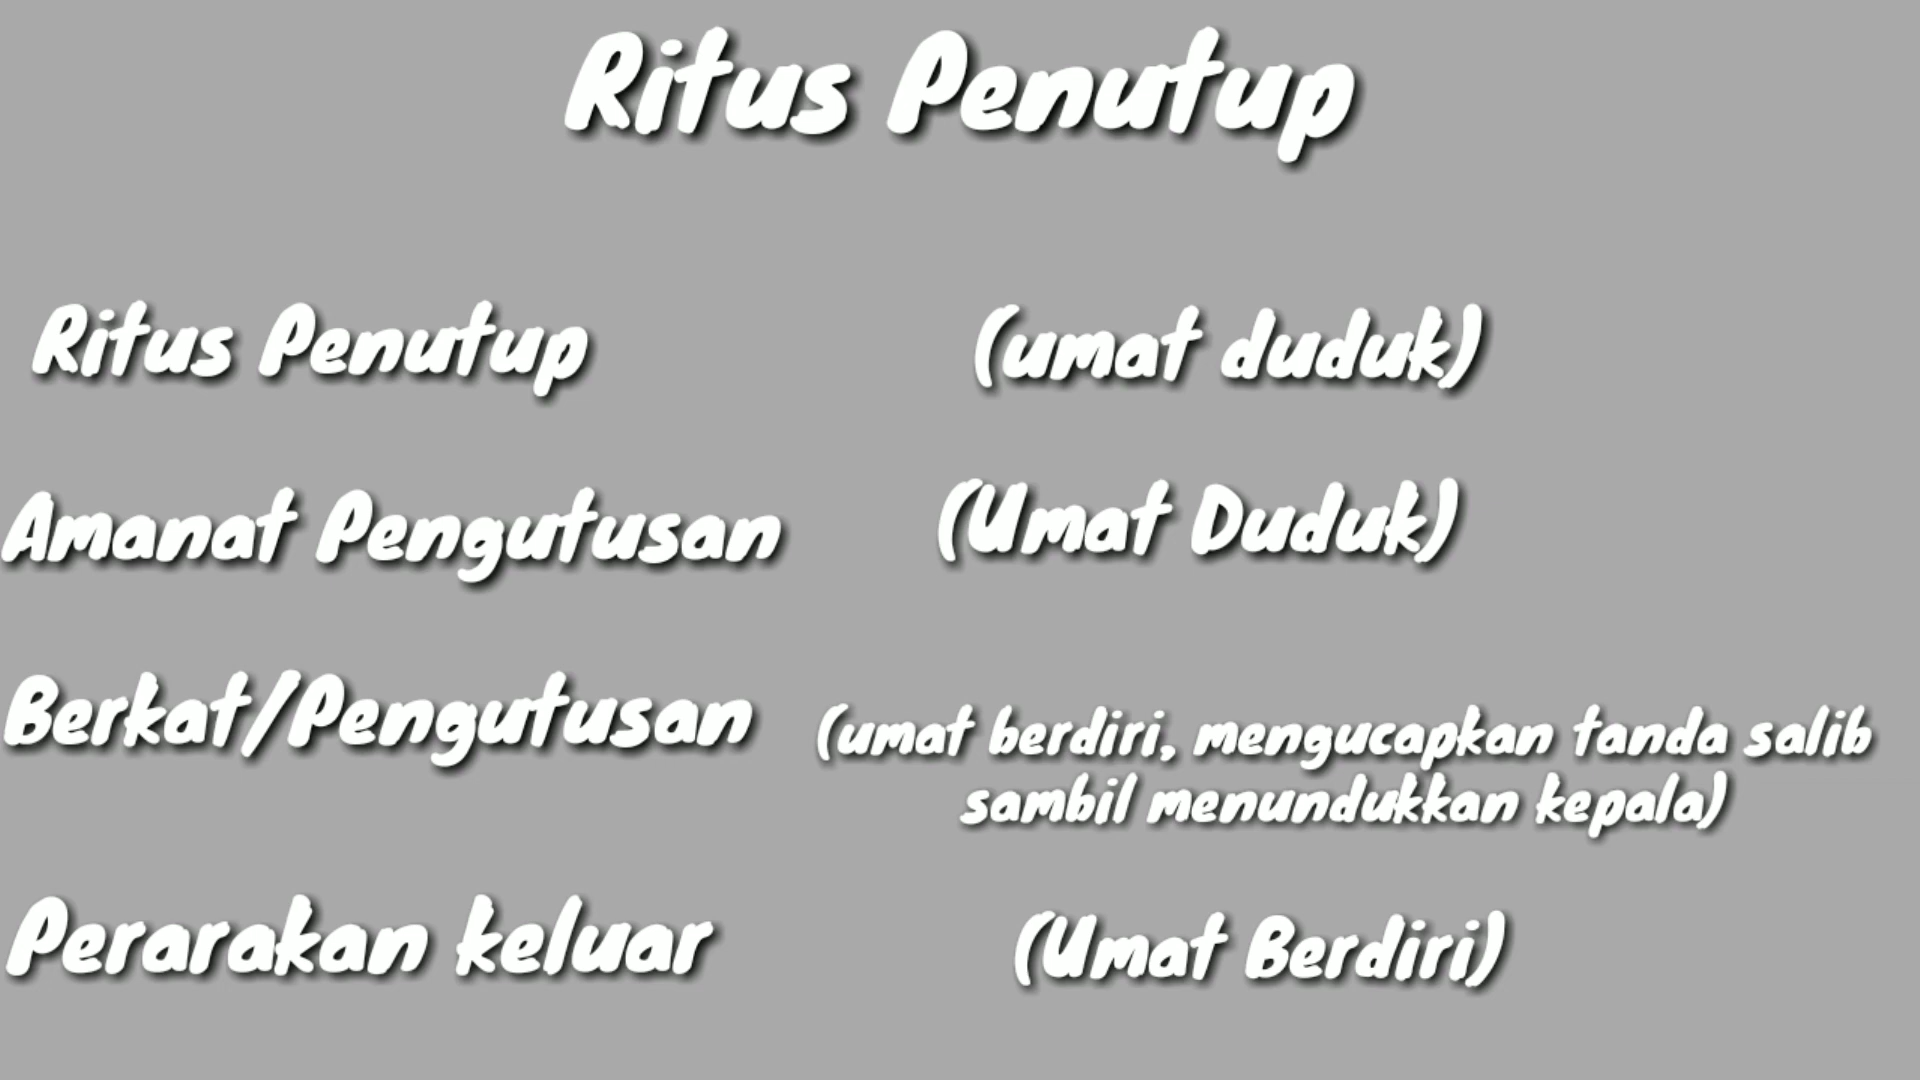 Ritus Penutup
Ritus Penutup (umat duduk)
Amanat Pengutusan (Umat Duduk)
Berkat/Pengutusan (umat berdiri, mengucapkan tanda salib
sambil menundukkan kepala)
Perarakan keluar (Umat Berdiri)